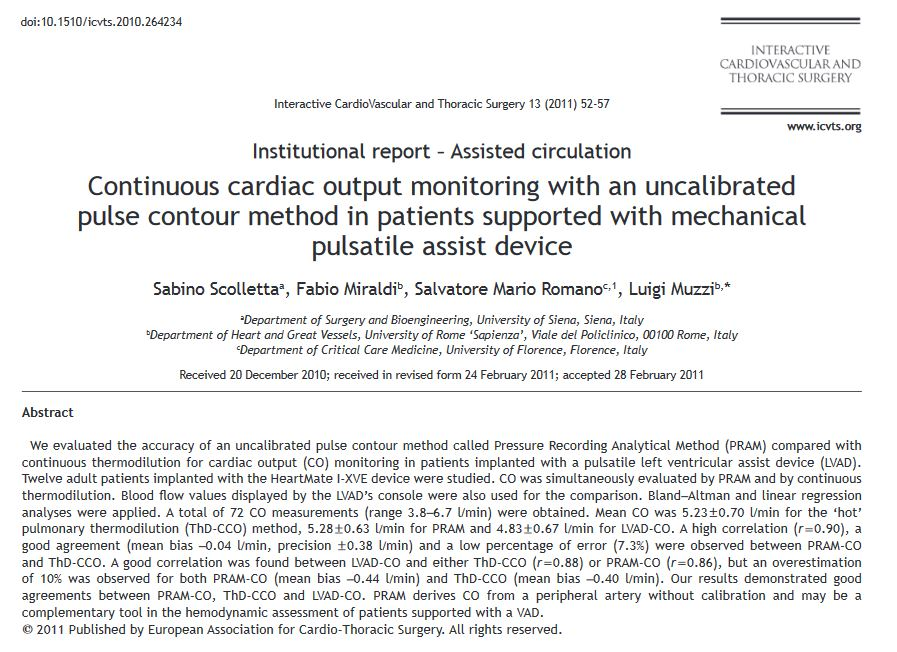 doi:10.1510/icvts.2010.264234
INTERACTIVE
CARDIOVASCULAR AND
THORACIC SURGERY
Interactive CardioVascular and Thoracic Surgery 13 (2011) 52-57
www.icvts.org
Institutional report – Assisted circulation
Continuous cardiac output monitoring with an uncalibrated
pulse contour method in patients supported with mechanical
pulsatile assist device
Sabino Scollettaᵃ, Fabio Miraldiᵇ, Salvatore Mario Romanoᶜ,¹, Luigi Muzziᵇ,*
ᵃDepartment of Surgery and Bioengineering, University of Siena, Siena, Italy
ᵇDepartment of Heart and Great Vessels, University of Rome ‘Sapienza’, Viale del Policlinico, 00100 Rome, Italy
ᶜDepartment of Critical Care Medicine, University of Florence, Florence, Italy
Received 20 December 2010; received in revised form 24 February 2011; accepted 28 February 2011
Abstract
We evaluated the accuracy of an uncalibrated pulse contour method called Pressure Recording Analytical Method (PRAM) compared with
continuous thermodilution for cardiac output (CO) monitoring in patients implanted with a pulsatile left ventricular assist device (LVAD).
Twelve adult patients implanted with the HeartMate I-XVE device were studied. CO was simultaneously evaluated by PRAM and by continuous
thermodilution. Blood flow values displayed by the LVAD’s console were also used for the comparison. Bland–Altman and linear regression
analyses were applied. A total of 72 CO measurements (range 3.8–6.7 l/min) were obtained. Mean CO was 5.23±0.70 l/min for the ‘hot’
pulmonary thermodilution (ThD-CCO) method, 5.28±0.63 l/min for PRAM and 4.83±0.67 l/min for LVAD-CO. A high correlation (r=0.90), a
good agreement (mean bias –0.04 l/min, precision ±0.38 l/min) and a low percentage of error (7.3%) were observed between PRAM-CO
and ThD-CCO. A good correlation was found between LVAD-CO and either ThD-CCO (r=0.88) or PRAM-CO (r=0.86), but an overestimation
of 10% was observed for both PRAM-CO (mean bias –0.44 l/min) and ThD-CCO (mean bias –0.40 l/min). Our results demonstrated good
agreements between PRAM-CO, ThD-CCO and LVAD-CO. PRAM derives CO from a peripheral artery without calibration and may be a
complementary tool in the hemodynamic assessment of patients supported with a VAD.
© 2011 Published by European Association for Cardio-Thoracic Surgery. All rights reserved.